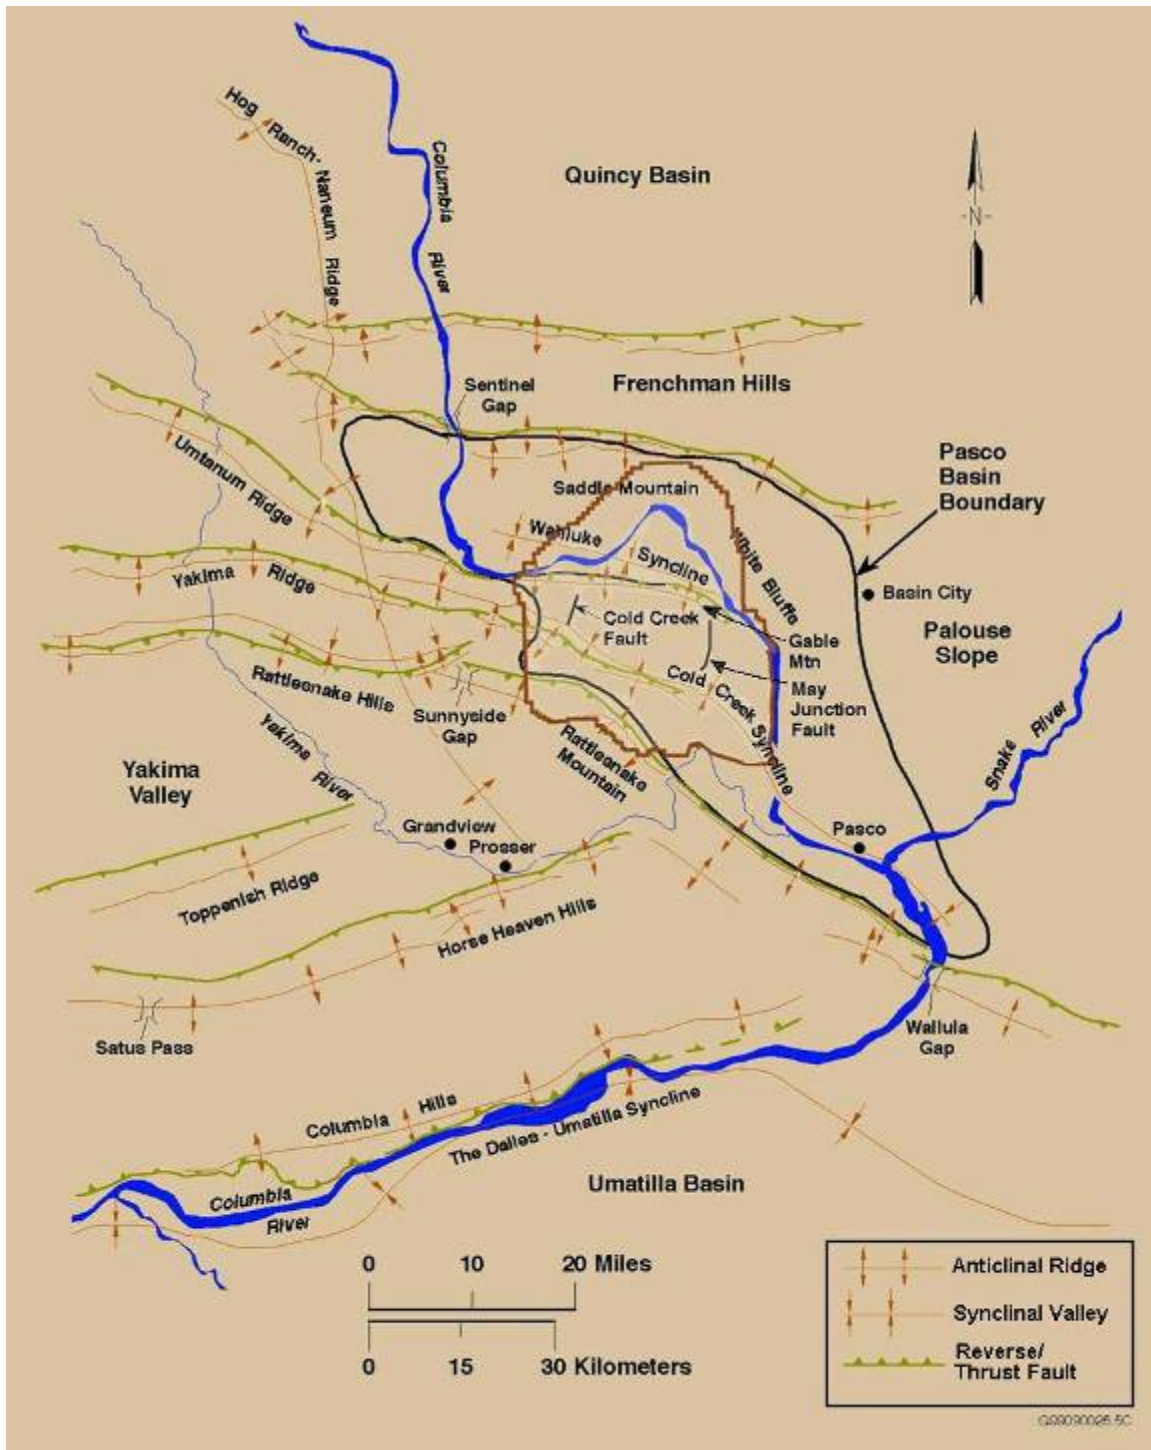 Hog
Ranch-
Naneum
Ridge
Columbia
River
Quincy Basin
-N-
Sentinel
Gap
Frenchman Hills
Pasco
Basin
Boundary
Umtanum Ridge
Saddle Mountain
Wahluke
Syncline
White Bluffs
Yakima
Ridge
Cold Creek
Fault
Basin City
Palouse
Slope
Gable
Mtn
May
Junction
Fault
Cold Creek Syncline
Rattlesnake Hills
Sunnyside
Gap
Rattlesnake
Mountain
Snake River
Yakima
River
Yakima
Valley
Grandview
Prosser
Pasco
Toppenish Ridge
Horse Heaven Hills
Satus Pass
Wallula
Gap
Columbia Hills
The Dalles - Umatilla Syncline
Umatilla Basin
Columbia
River
0 10 20 Miles
0 15 30 Kilometers
Anticlinal Ridge
Synclinal Valley
Reverse/
Thrust Fault